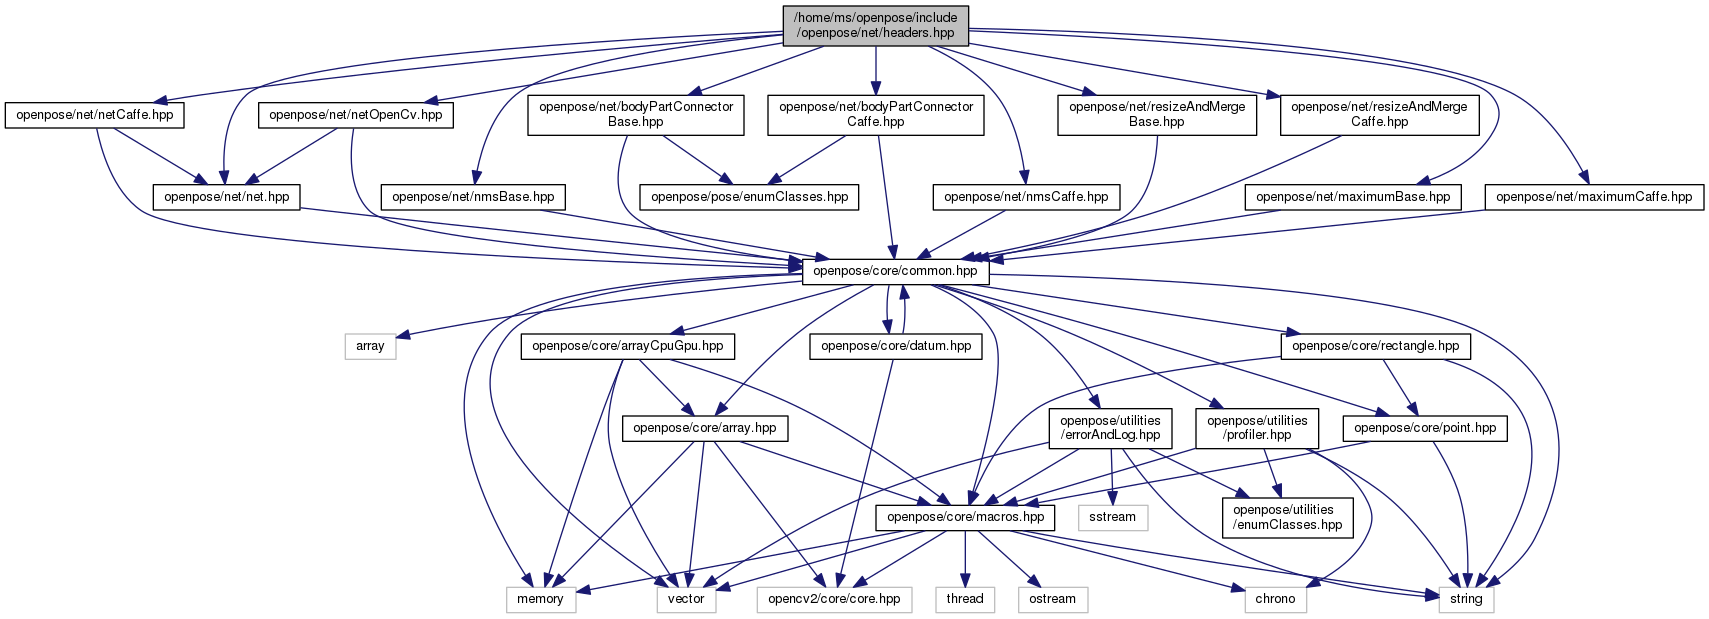 /home/ms/openpose/include
/openpose/net/headers.hpp
openpose/net/netCaffe.hpp
openpose/net/netOpenCv.hpp
openpose/net/bodyPartConnector
Base.hpp
openpose/net/bodyPartConnector
Caffe.hpp
openpose/net/resizeAndMerge
Base.hpp
openpose/net/resizeAndMerge
Caffe.hpp
openpose/net/net.hpp
openpose/net/nmsBase.hpp
openpose/pose/enumClasses.hpp
openpose/net/nmsCaffe.hpp
openpose/net/maximumBase.hpp
openpose/net/maximumCaffe.hpp
openpose/core/common.hpp
array
openpose/core/arrayCpuGpu.hpp
openpose/core/datum.hpp
openpose/core/rectangle.hpp
openpose/core/array.hpp
openpose/utilities
/errorAndLog.hpp
openpose/utilities
/profiler.hpp
openpose/core/point.hpp
openpose/core/macros.hpp
sstream
openpose/utilities
/enumClasses.hpp
memory
vector
opencv2/core/core.hpp
thread
ostream
chrono
string